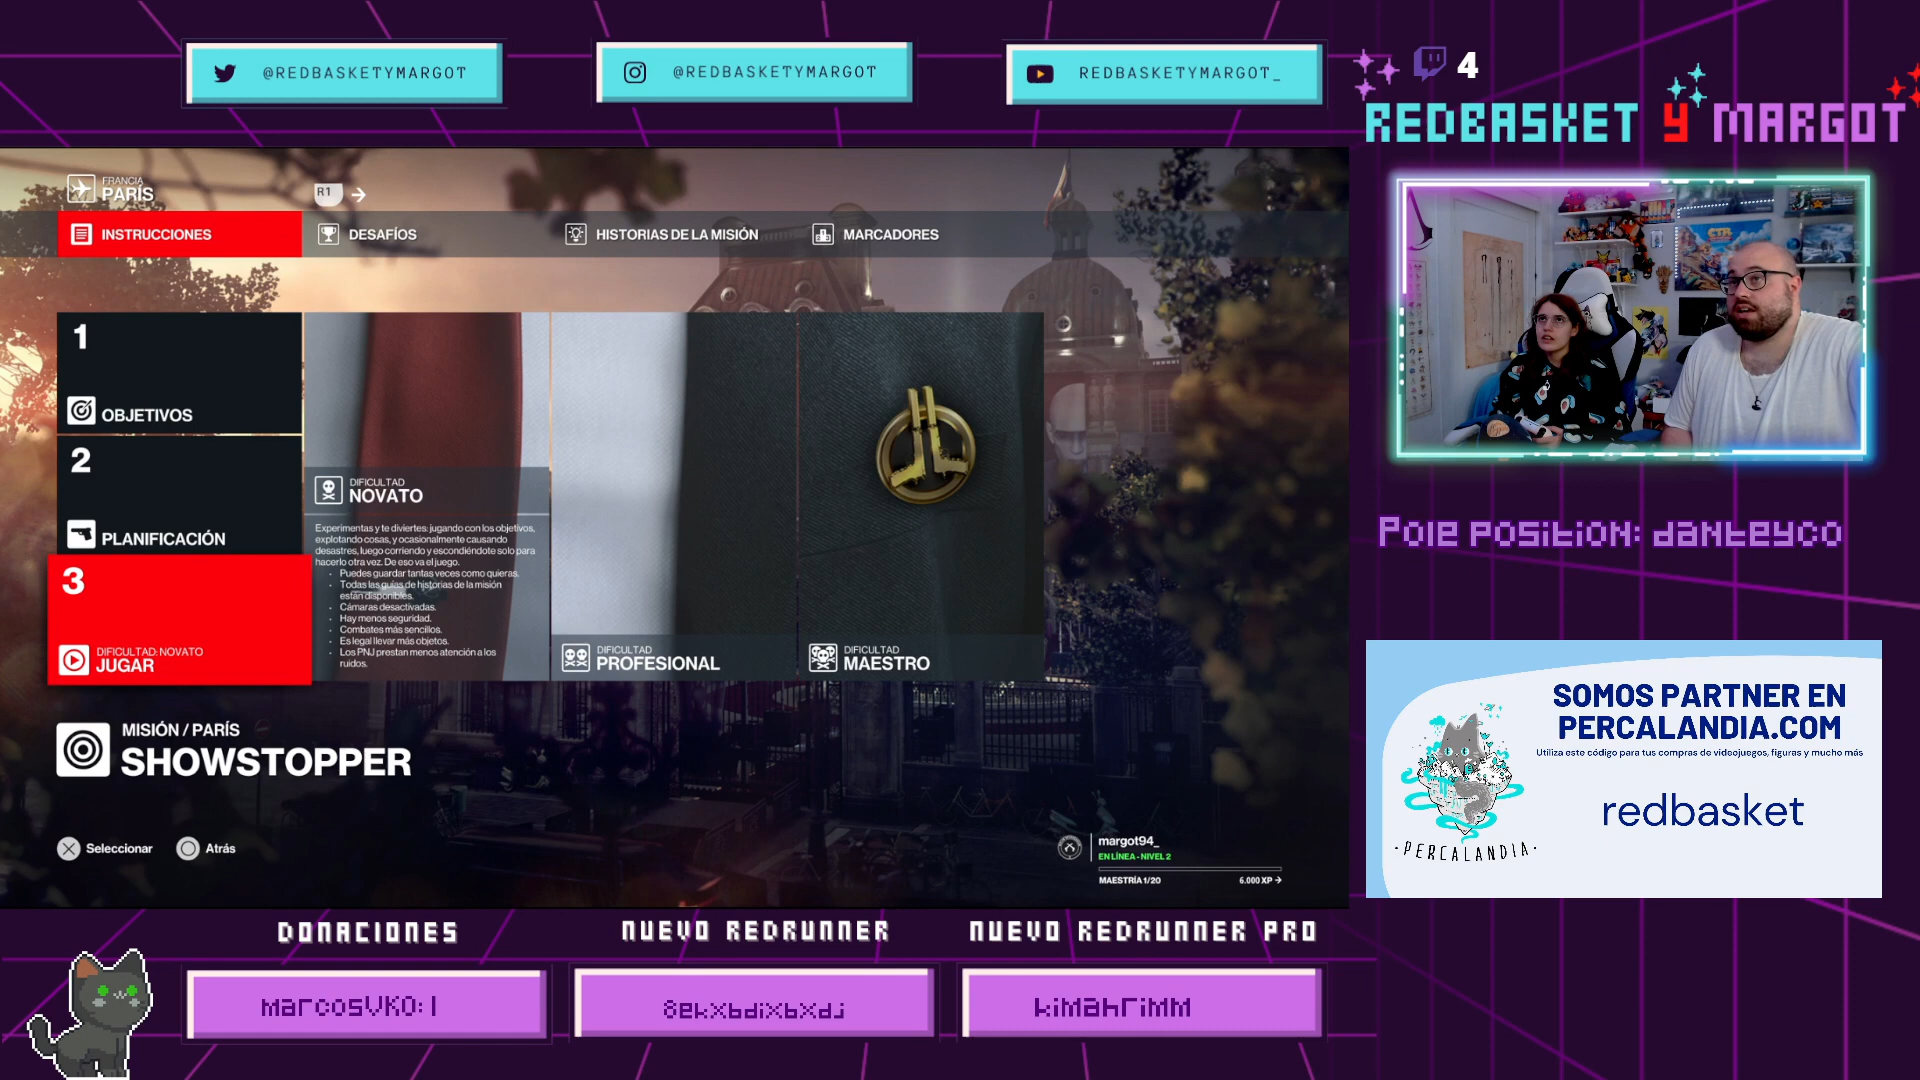 @REDBASKETYMARGOT
@REDBASKETYMARGOT
REDBASKETYMARGOT_
4
REDBASKET Y MARGOT
FRANCIA
PARÍS
R1
INSTRUCCIONES
DESAFÍOS
HISTORIAS DE LA MISIÓN
MARCADORES
1
OBJETIVOS
2
PLANIFICACIÓN
3
DIFICULTAD: NOVATO
JUGAR
DIFICULTAD
NOVATO
Experimentas y te diviertes: jugando con los objetivos,
explotando cosas, y ocasionalmente causando
desastres, luego corriendo y escondiéndote solo para
hacerlo otra vez. De eso va el juego.
Puedes guardar tantas veces como quieras.
Todas las guías de historias de la misión
están disponibles.
Cámaras desactivadas.
Hay menos seguridad.
Combates más sencillos.
Es legal llevar más objetos.
Los PNJ prestan menos atención a los
ruidos.
DIFICULTAD
PROFESIONAL
DIFICULTAD
MAESTRO
MISIÓN / PARÍS
SHOWSTOPPER
Seleccionar
Atrás
margot94_
EN LÍNEA - NIVEL 2
MAESTRÍA 1/20
6.000 XP
Pole position: danteyco
SOMOS PARTNER EN
PERCALANDIA.COM
Utiliza este código para tus compras de videojuegos, figuras y mucho más
redbasket
·PERCALANDIA·
DONACIONES
NUEVO REDRUNNER
NUEVO REDRUNNER PRO
marcosVKO: 1
8ekxbdixbxdj
kimahrimm